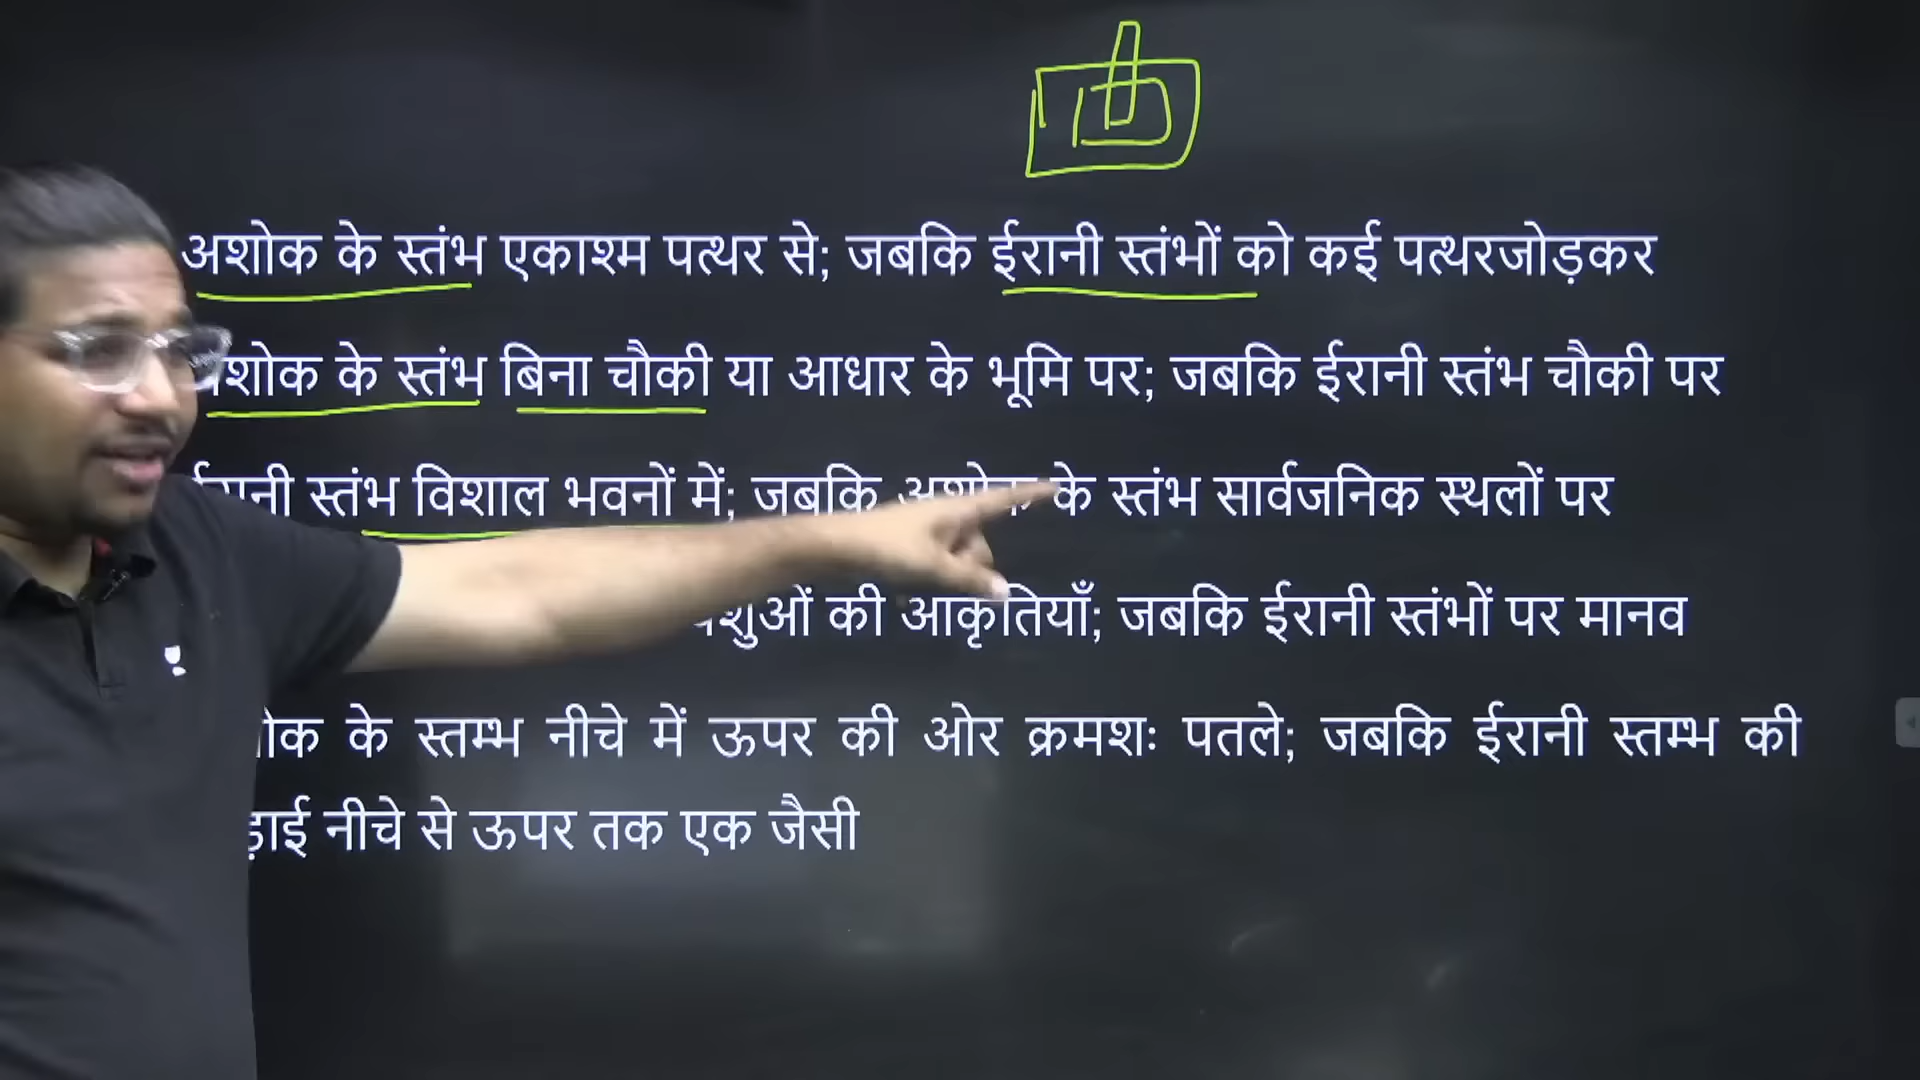 अशोक के स्तंभ एकाश्म पत्थर से; जबकि ईरानी स्तंभों को कई पत्थरजोड़कर
के स्तंभ बिना चौकी या आधार के भूमि पर; जबकि ईरानी स्तंभ चौकी पर
स्तंभ विशाल भवनों में; जबकि के स्तंभ सार्वजनिक स्थलों पर
की आकृतियाँ; जबकि ईरानी स्तंभों पर मानव
के स्तम्भ नीचे में ऊपर की ओर क्रमशः पतले; जबकि ईरानी स्तम्भ की
नीचे से ऊपर तक एक जैसी